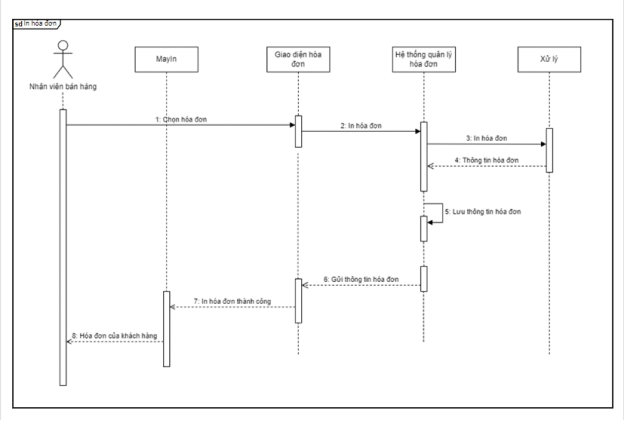 sd In hóa đơn
Nhân viên bán hàng
MayIn
Giao diện hóa
đơn
Hệ thống quản lý
hóa đơn
Xử lý
1: Chọn hóa đơn
2: In hóa đơn
3: In hóa đơn
4: Thông tin hóa đơn
5: Lưu thông tin hóa đơn
6: Gửi thông tin hóa đơn
7: In hóa đơn thành công
8: Hóa đơn của khách hàng